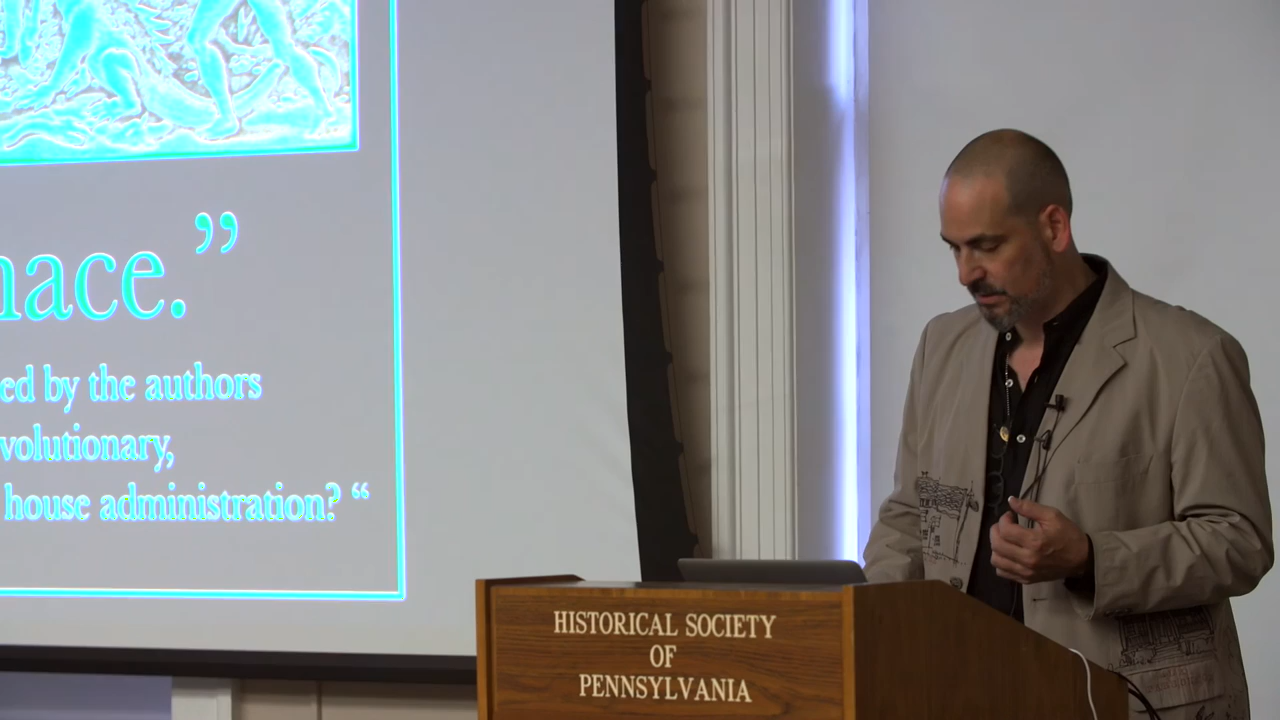 nace.”
ed by the authors
volutionary,
house administration? “
HISTORICAL SOCIETY
OF
PENNSYLVANIA